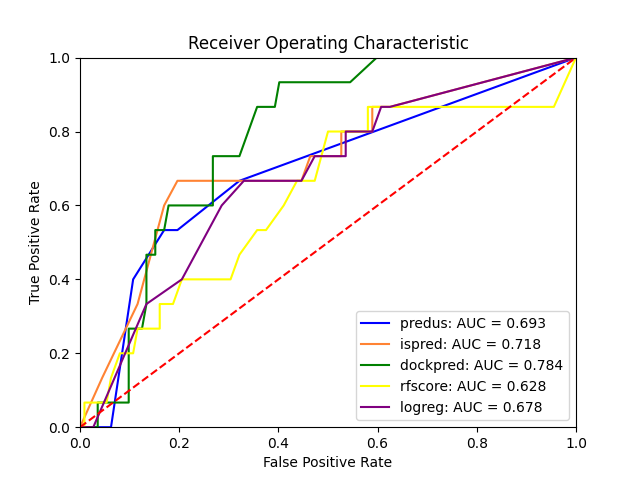 Receiver Operating Characteristic
True Positive Rate
1.0
0.8
0.6
0.4
0.2
0.0
predus: AUC = 0.693
ispred: AUC = 0.718
dockpred: AUC = 0.784
rfscore: AUC = 0.628
logreg: AUC = 0.678
0.0 0.2 0.4 0.6 0.8 1.0
False Positive Rate